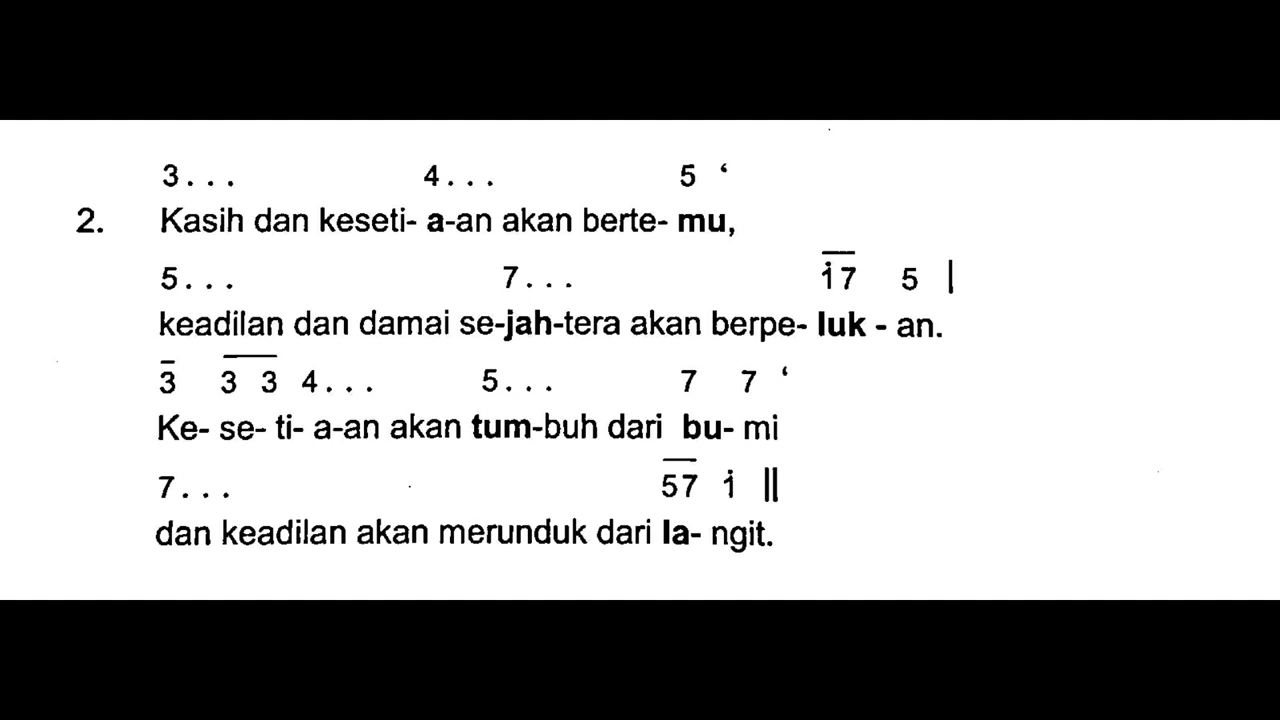 3... 4... 5 ‘
2. Kasih dan keseti- a-an akan berte- mu,
5... 7... i̅7̅ 5 |
keadilan dan damai se-jah-tera akan berpe- luk - an.
3̅ 3̅ 3̅ 4... 5... 7 7 ‘
Ke- se- ti- a-an akan tum-buh dari bu- mi
7... 5̅7̅ i ||
dan keadilan akan merunduk dari la- ngit.